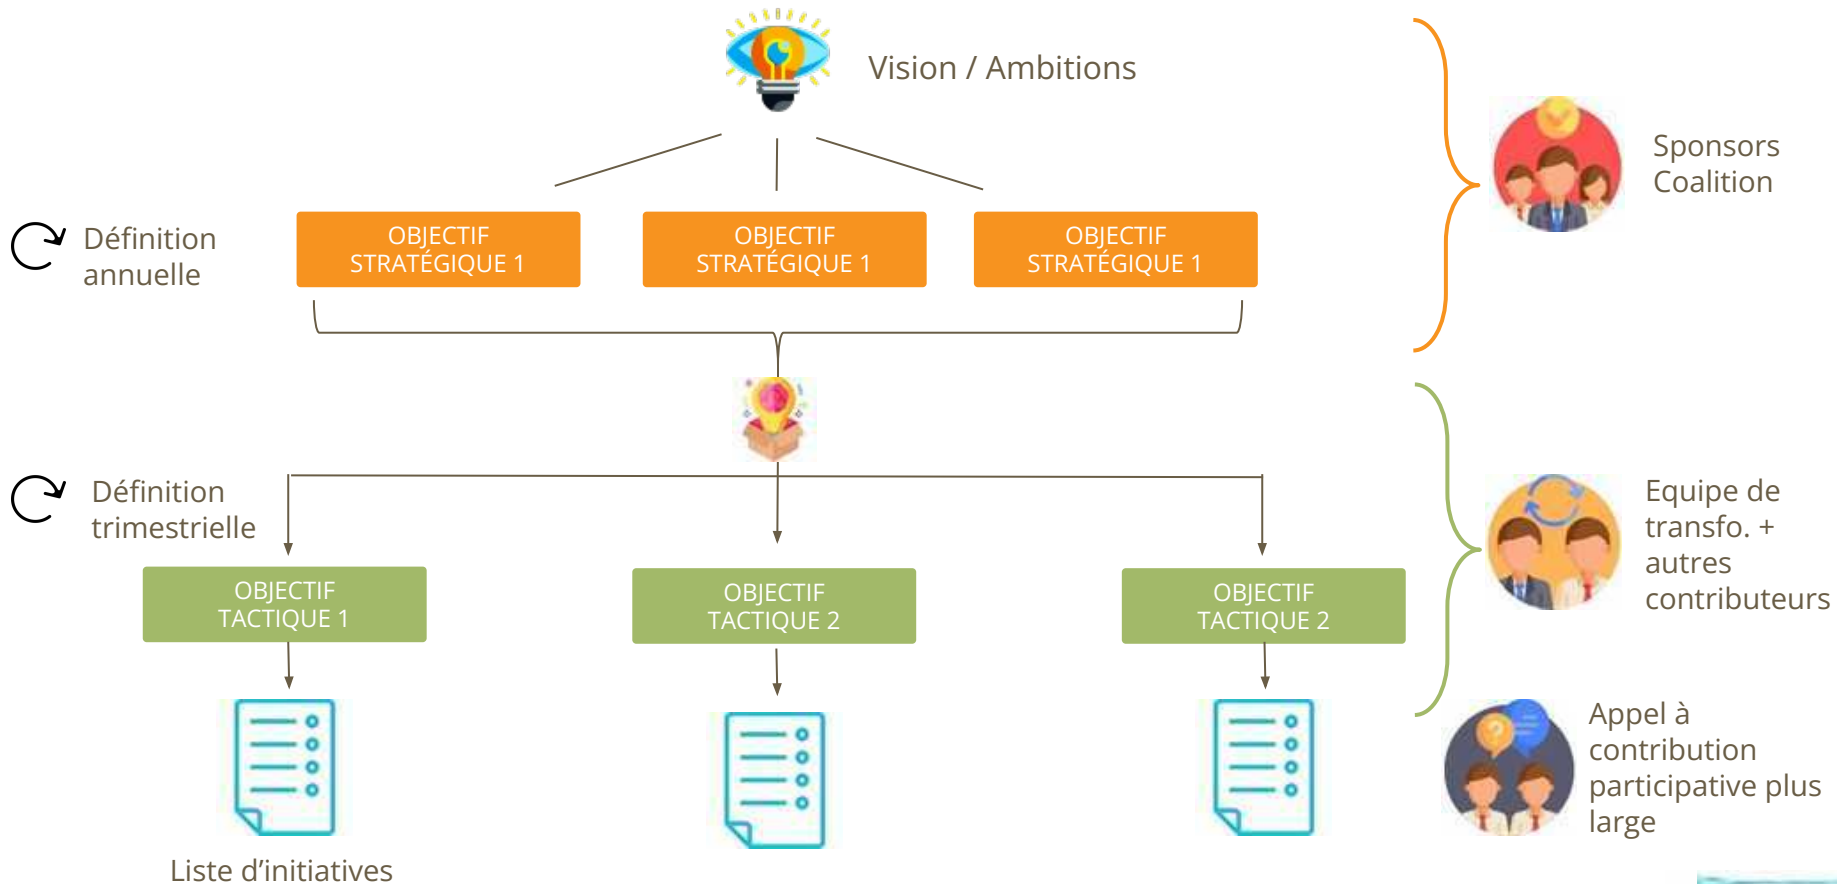 Vision / Ambitions
Sponsors
Coalition
Définition
annuelle
OBJECTIF
STRATÉGIQUE 1
OBJECTIF
STRATÉGIQUE 1
OBJECTIF
STRATÉGIQUE 1
Définition
trimestrielle
Equipe de
transfo. +
autres
contributeurs
OBJECTIF
TACTIQUE 1
OBJECTIF
TACTIQUE 2
OBJECTIF
TACTIQUE 2
Appel à
contribution
participative plus
large
Liste d’initiatives